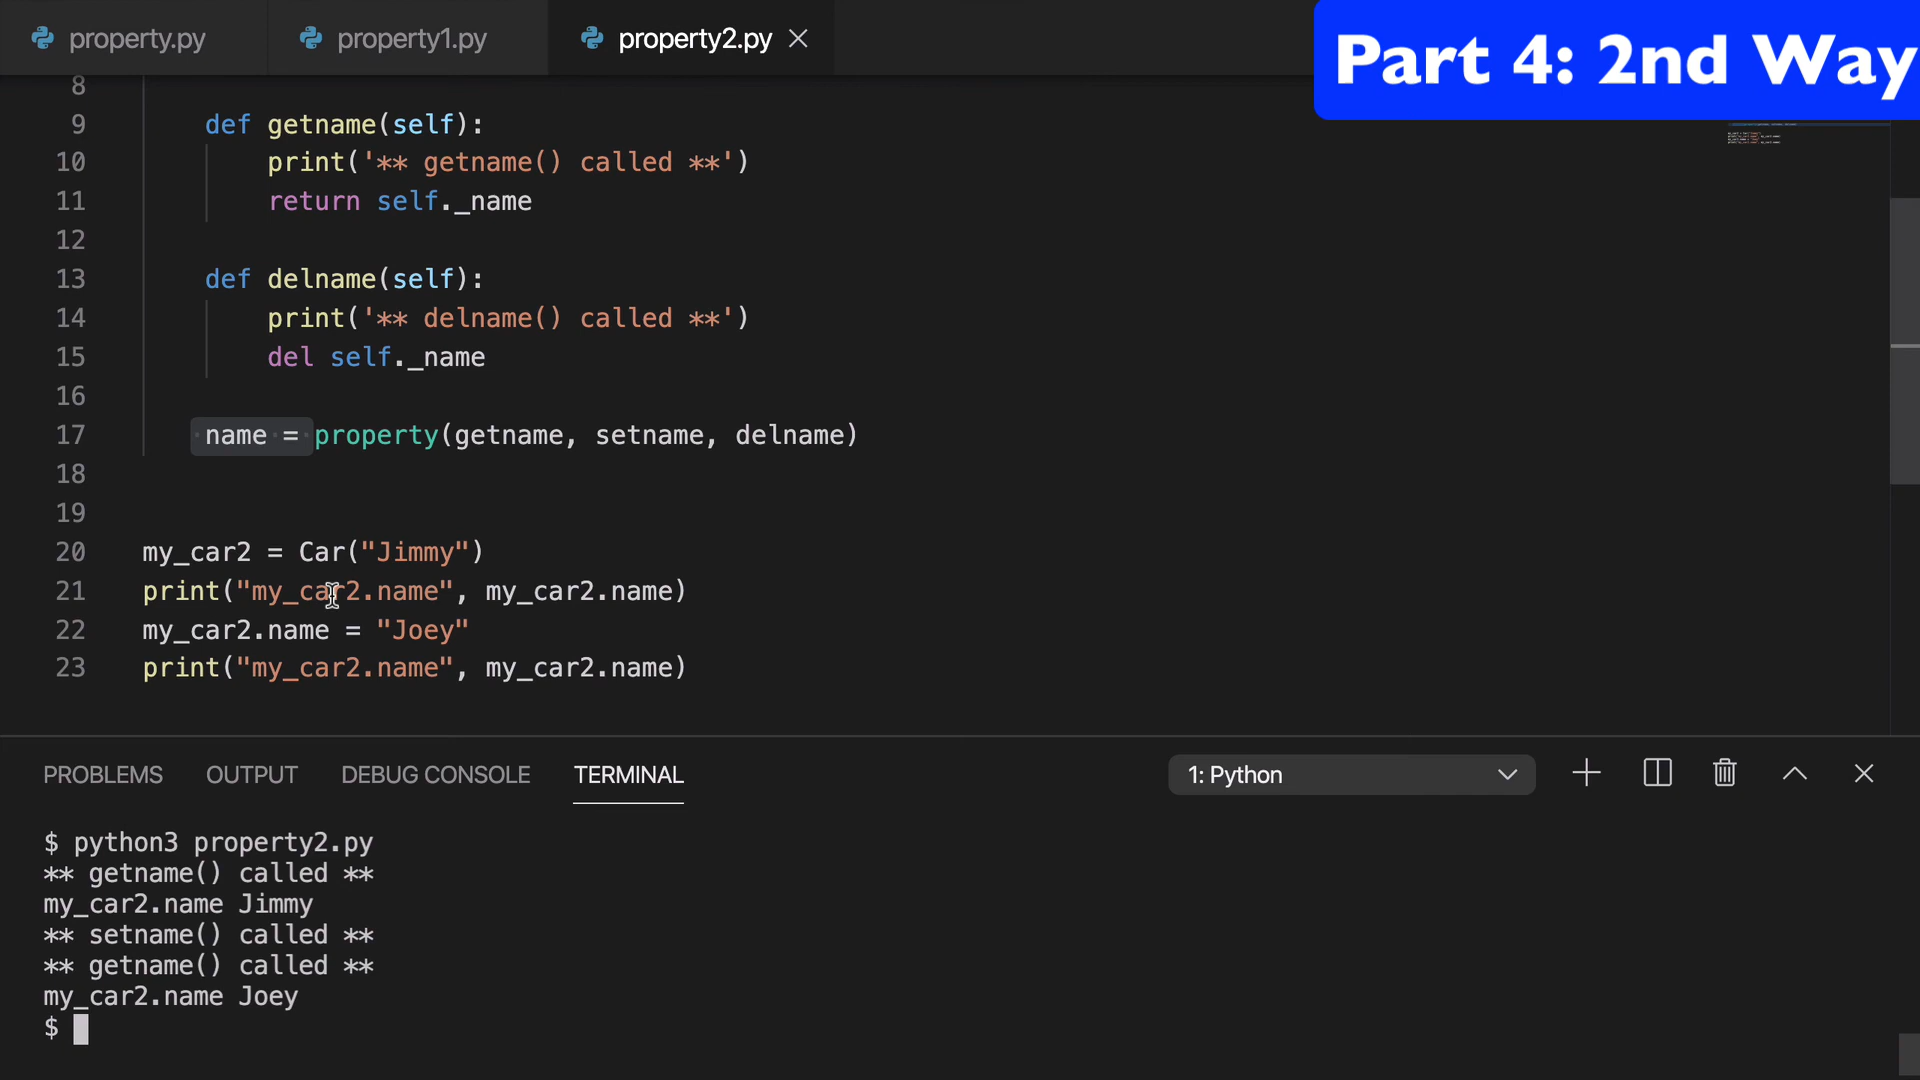 property.py property1.py property2.py
Part 4: 2nd Way
8
9 def getname(self):
10 print('** getname() called **')
11 return self._name
12
13 def delname(self):
14 print('** delname() called **')
15 del self._name
16
17 name = property(getname, setname, delname)
18
19
20 my_car2 = Car("Jimmy")
21 print("my_car2.name", my_car2.name)
22 my_car2.name = "Joey"
23 print("my_car2.name", my_car2.name)
PROBLEMS OUTPUT DEBUG CONSOLE TERMINAL 1: Python
$ python3 property2.py
** getname() called **
my_car2.name Jimmy
** setname() called **
** getname() called **
my_car2.name Joey
$